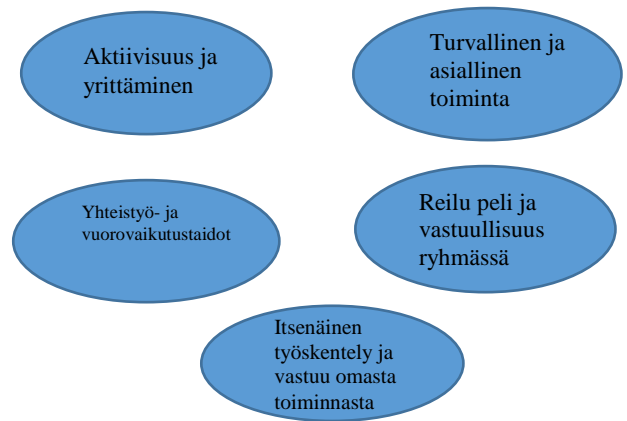 Aktiivisuus ja
yrittäminen
Turvallinen ja
asiallinen
toiminta
Yhteistyö- ja
vuorovaikutustaidot
Reilu peli ja
vastuullisuus
ryhmässä
Itsenäinen
työskentely ja
vastuu omasta
toiminnasta